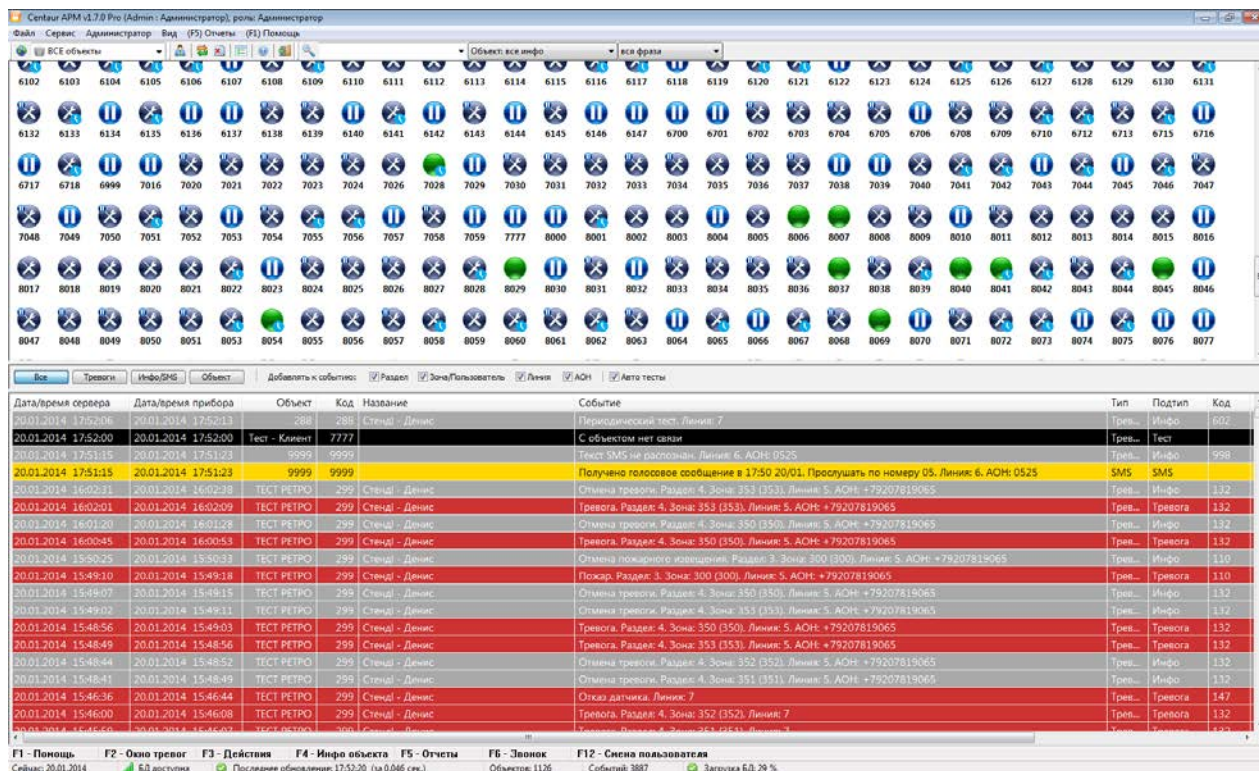 Centaur APM v1.7.0 Pro (Admin : Администратор), роль: Администратор
Файл Сервис Администратор Вид (F5) Отчеты (F1) Помощь
ВСЕ объекты Объект: все инфо вся фраза
6102 6103 6104 6105 6106 6107 6108 6109 6110 6111 6112 6113 6114 6115 6116 6117 6118 6119 6120 6121 6122 6123 6124 6125 6126 6127 6128 6129 6130 6131
6132 6133 6134 6135 6136 6137 6138 6139 6140 6141 6142 6143 6144 6145 6146 6147 6700 6701 6702 6703 6704 6705 6706 6708 6709 6710 6712 6713 6715 6716
6717 6718 6999 7016 7020 7021 7022 7023 7024 7026 7028 7029 7030 7031 7032 7033 7034 7035 7036 7037 7038 7039 7040 7041 7042 7043 7044 7045 7046 7047
7048 7049 7050 7051 7052 7053 7054 7055 7056 7057 7058 7059 7777 8000 8001 8002 8003 8004 8005 8006 8007 8008 8009 8010 8011 8012 8013 8014 8015 8016
8017 8018 8019 8020 8021 8022 8023 8024 8025 8026 8027 8028 8029 8030 8031 8032 8033 8034 8035 8036 8037 8038 8039 8040 8041 8042 8043 8044 8045 8046
8047 8048 8049 8050 8051 8053 8054 8055 8056 8057 8058 8059 8060 8061 8062 8063 8064 8065 8066 8067 8068 8069 8070 8071 8072 8073 8074 8075 8076 8077
Все Тревоги Инфо/SMS Объект Добавлять к событию: Раздел Зона/Пользователь Линия АОН Авто тесты
Дата/время сервера Дата/время прибора Объект Код Название Событие Тип Подтип Код
20.01.2014 17:52:06 20.01.2014 17:52:13 288 288 Стенд! - Денис Периодический тест. Линия: 7 Трев... Инфо 602
20.01.2014 17:52:00 20.01.2014 17:52:00 Тест - Клиент 7777 С объектом нет связи Трев... Тест
20.01.2014 17:51:15 20.01.2014 17:51:23 9999 9999 Текст SMS не распознан. Линия: 6. АОН: 0525 Трев... Инфо 998
20.01.2014 17:51:15 20.01.2014 17:51:23 9999 9999 Получено голосовое сообщение в 17:50 20/01. Прослушать по номеру 05. Линия: 6. АОН: 0525 SMS SMS
20.01.2014 16:02:31 20.01.2014 16:02:38 ТЕСТ РЕТРО 299 Стенд! - Денис Отмена тревоги. Раздел: 4. Зона: 353 (353). Линия: 5. АОН: +79207819065 Трев... Инфо 132
20.01.2014 16:02:01 20.01.2014 16:02:09 ТЕСТ РЕТРО 299 Стенд! - Денис Тревога. Раздел: 4. Зона: 353 (353). Линия: 5. АОН: +79207819065 Трев... Тревога 132
20.01.2014 16:01:20 20.01.2014 16:01:28 ТЕСТ РЕТРО 299 Стенд! - Денис Отмена тревоги. Раздел: 4. Зона: 350 (350). Линия: 5. АОН: +79207819065 Трев... Инфо 132
20.01.2014 16:00:45 20.01.2014 16:00:53 ТЕСТ РЕТРО 299 Стенд! - Денис Тревога. Раздел: 4. Зона: 350 (350). Линия: 5. АОН: +79207819065 Трев... Тревога 132
20.01.2014 15:50:25 20.01.2014 15:50:33 ТЕСТ РЕТРО 299 Стенд! - Денис Отмена пожарного извещения. Раздел: 3. Зона: 300 (300). Линия: 5. АОН: +79207819065 Трев... Инфо 110
20.01.2014 15:49:10 20.01.2014 15:49:18 ТЕСТ РЕТРО 299 Стенд! - Денис Пожар. Раздел: 3. Зона: 300 (300). Линия: 5. АОН: +79207819065 Трев... Тревога 110
20.01.2014 15:49:07 20.01.2014 15:49:15 ТЕСТ РЕТРО 299 Стенд! - Денис Отмена тревоги. Раздел: 4. Зона: 350 (350). Линия: 5. АОН: +79207819065 Трев... Инфо 132
20.01.2014 15:49:02 20.01.2014 15:49:11 ТЕСТ РЕТРО 299 Стенд! - Денис Отмена тревоги. Раздел: 4. Зона: 353 (353). Линия: 5. АОН: +79207819065 Трев... Инфо 132
20.01.2014 15:48:56 20.01.2014 15:49:03 ТЕСТ РЕТРО 299 Стенд! - Денис Тревога. Раздел: 4. Зона: 350 (350). Линия: 5. АОН: +79207819065 Трев... Тревога 132
20.01.2014 15:48:49 20.01.2014 15:48:56 ТЕСТ РЕТРО 299 Стенд! - Денис Тревога. Раздел: 4. Зона: 353 (353). Линия: 5. АОН: +79207819065 Трев... Тревога 132
20.01.2014 15:48:44 20.01.2014 15:48:52 ТЕСТ РЕТРО 299 Стенд! - Денис Отмена тревоги. Раздел: 4. Зона: 352 (352). Линия: 5. АОН: +79207819065 Трев... Инфо 132
20.01.2014 15:48:41 20.01.2014 15:48:49 ТЕСТ РЕТРО 299 Стенд! - Денис Отмена тревоги. Раздел: 4. Зона: 351 (351). Линия: 5. АОН: +79207819065 Трев... Инфо 132
20.01.2014 15:46:36 20.01.2014 15:46:44 ТЕСТ РЕТРО 299 Стенд! - Денис Отказ датчика. Линия: 7 Трев... Тревога 147
20.01.2014 15:46:00 20.01.2014 15:46:08 ТЕСТ РЕТРО 299 Стенд! - Денис Тревога. Раздел: 4. Зона: 352 (352). Линия: 7 Трев... Тревога 132
F1 - Помощь F2 - Окно тревог F3 - Действия F4 - Инфо объекта F5 - Отчеты F6 - Звонок F12 - Смена пользователя
Сейчас: 20.01.2014 БД доступна Последнее обновление: 17:52:20 (за 0,046 сек.) Объектов: 1126 Событий: 3887 Загрузка БД: 29 %